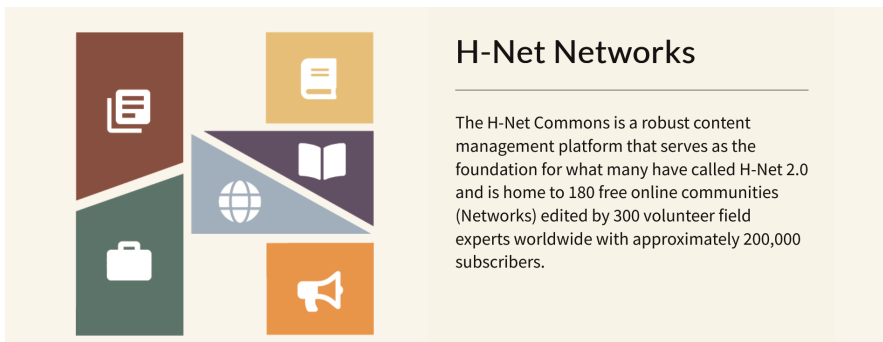 H-Net Networks
The H-Net Commons is a robust content
management platform that serves as the
foundation for what many have called H-Net 2.0
and is home to 180 free online communities
(Networks) edited by 300 volunteer field
experts worldwide with approximately 200,000
subscribers.